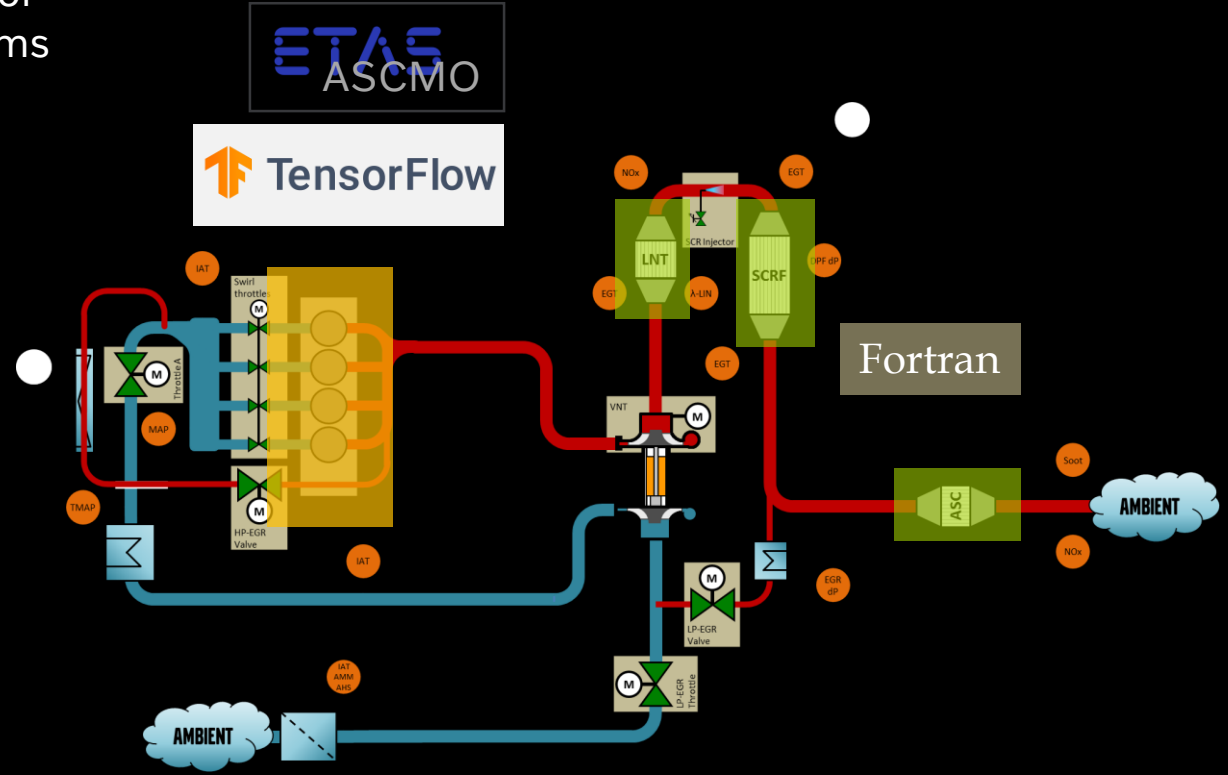 ms
ETAS
ASCMO
TensorFlow
NOx
EGT
SCR Injector
LNT
SCRF
DPF dP
EGT
λ-LIN
IAT
Swirl
throttles
M
Throttle A
M
MAP
EGT
Fortran
VNT
M
TMAP
HP-EGR
Valve
M
IAT
Soot
ASC
AMBIENT
NOx
M
LP-EGR
Valve
EGR
dP
IAT
AMM
AHS
M
LP-EGR
Throttle
AMBIENT